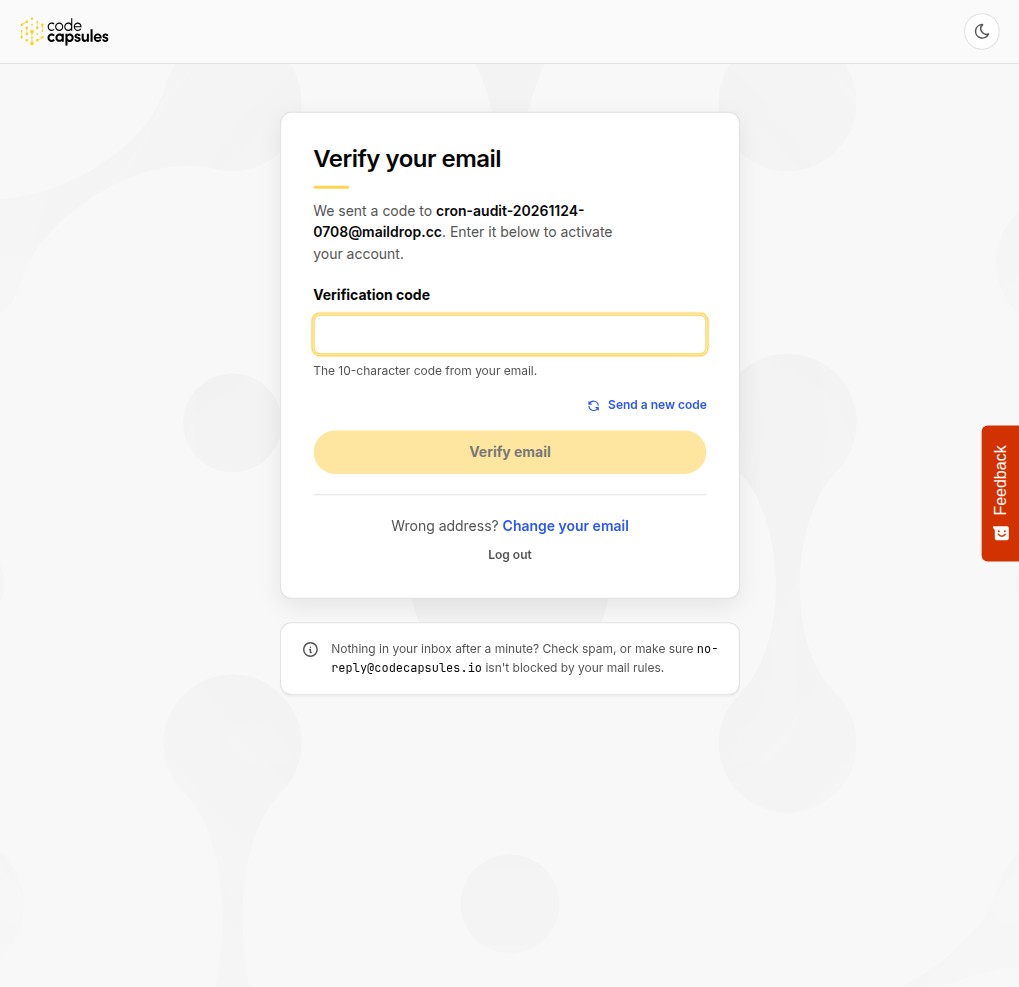 code
capsules
Verify your email
We sent a code to cron-audit-20261124-
0708@maildrop.cc. Enter it below to activate
your account.
Verification code
The 10-character code from your email.
Send a new code
Verify email
Wrong address? Change your email
Log out
Feedback
Nothing in your inbox after a minute? Check spam, or make sure no-
reply@codecapsules.io isn't blocked by your mail rules.